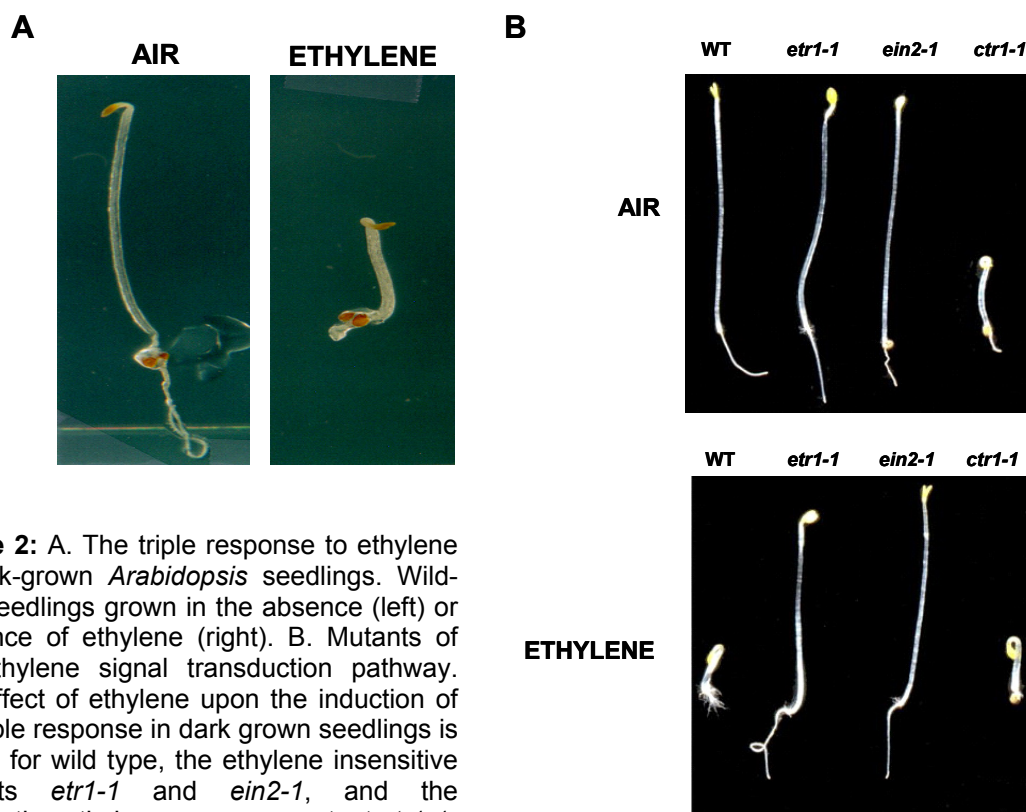 A
AIR ETHYLENE
B
WT etr1-1 ein2-1 ctr1-1
AIR
WT etr1-1 ein2-1 ctr1-1
ETHYLENE
2: A. The triple response to ethylene
k-grown Arabidopsis seedlings. Wild-
eedlings grown in the absence (left) or
nce of ethylene (right). B. Mutants of
thylene signal transduction pathway.
ffect of ethylene upon the induction of
ple response in dark grown seedlings is
for wild type, the ethylene insensitive
ts etr1-1 and ein2-1, and the